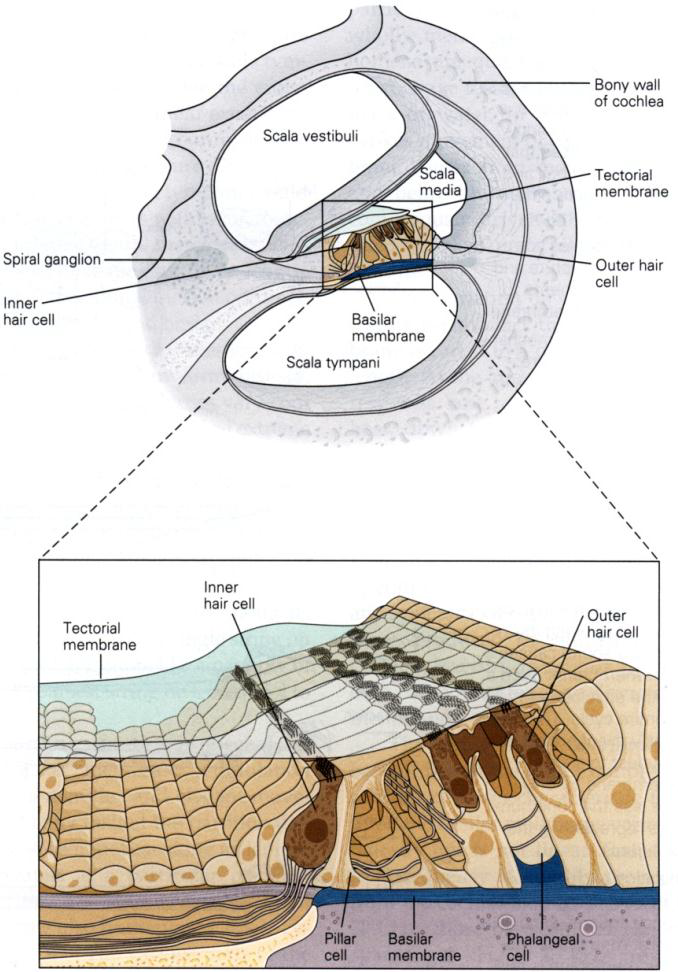 Scala vestibuli
Bony wall
of cochlea
Scala
media
Tectorial
membrane
Spiral ganglion
Outer hair
cell
Inner
hair cell
Basilar
membrane
Scala tympani
Inner
hair cell
Tectorial
membrane
Outer
hair cell
Pillar
cell
Basilar
membrane
Phalangeal
cell